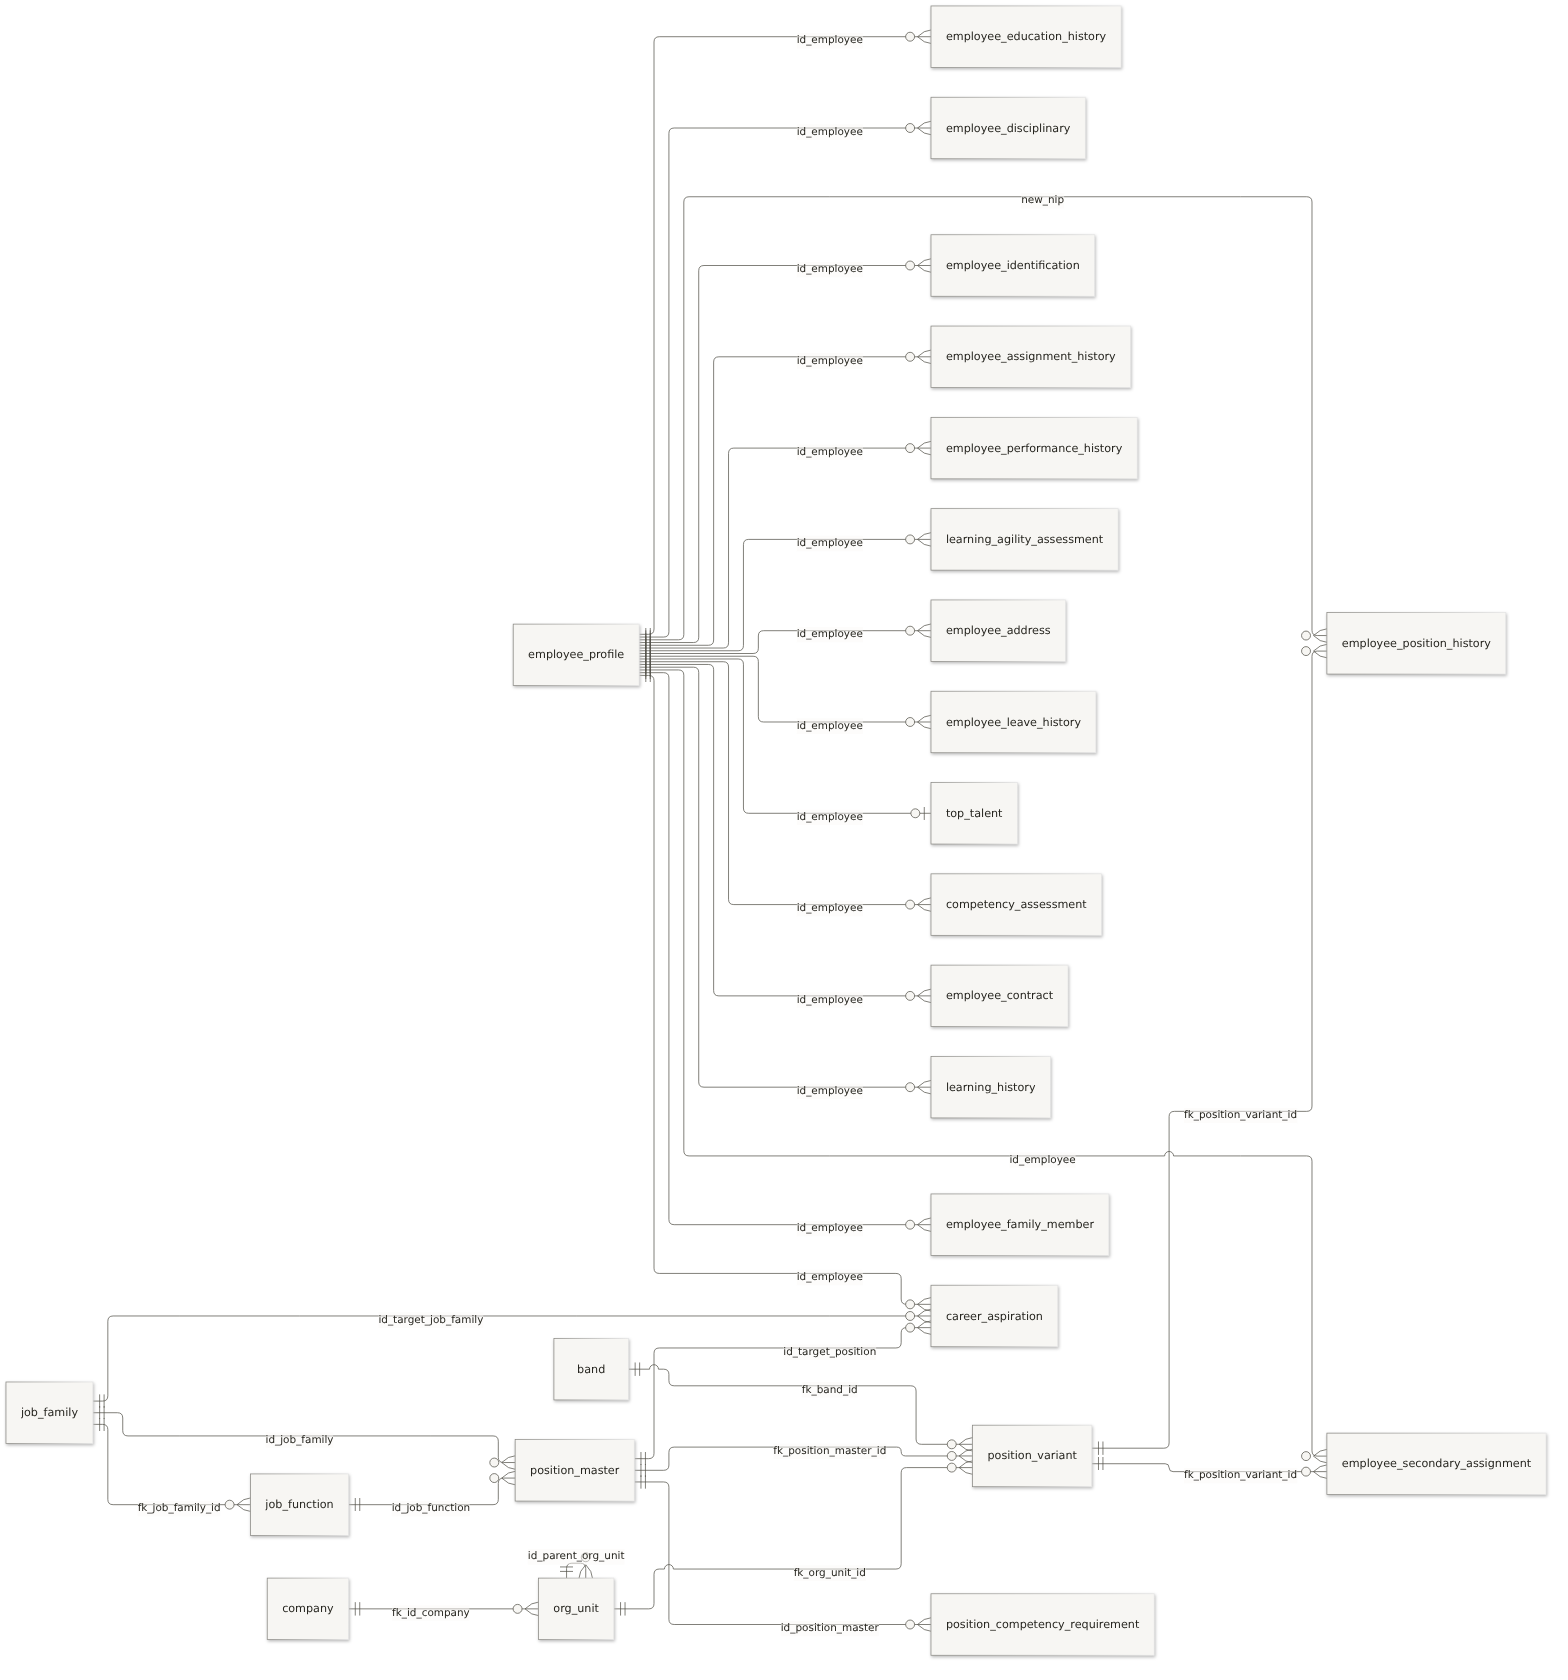 id_employee
employee_education_history
id_employee
employee_disciplinary
new_nip
id_employee
employee_identification
id_employee
employee_assignment_history
id_employee
employee_performance_history
id_employee
learning_agility_assessment
id_employee
employee_address
employee_profile
employee_position_history
id_employee
employee_leave_history
id_employee
top_talent
id_employee
competency_assessment
id_employee
employee_contract
id_employee
learning_history
fk_position_variant_id
id_employee
id_employee
employee_family_member
id_employee
id_target_job_family
career_aspiration
id_target_position
band
fk_band_id
job_family
id_job_family
fk_position_master_id
position_variant
position_master
employee_secondary_assignment
fk_position_variant_id
fk_job_family_id
job_function
id_job_function
id_parent_org_unit
fk_org_unit_id
company
fk_id_company
org_unit
id_position_master
position_competency_requirement